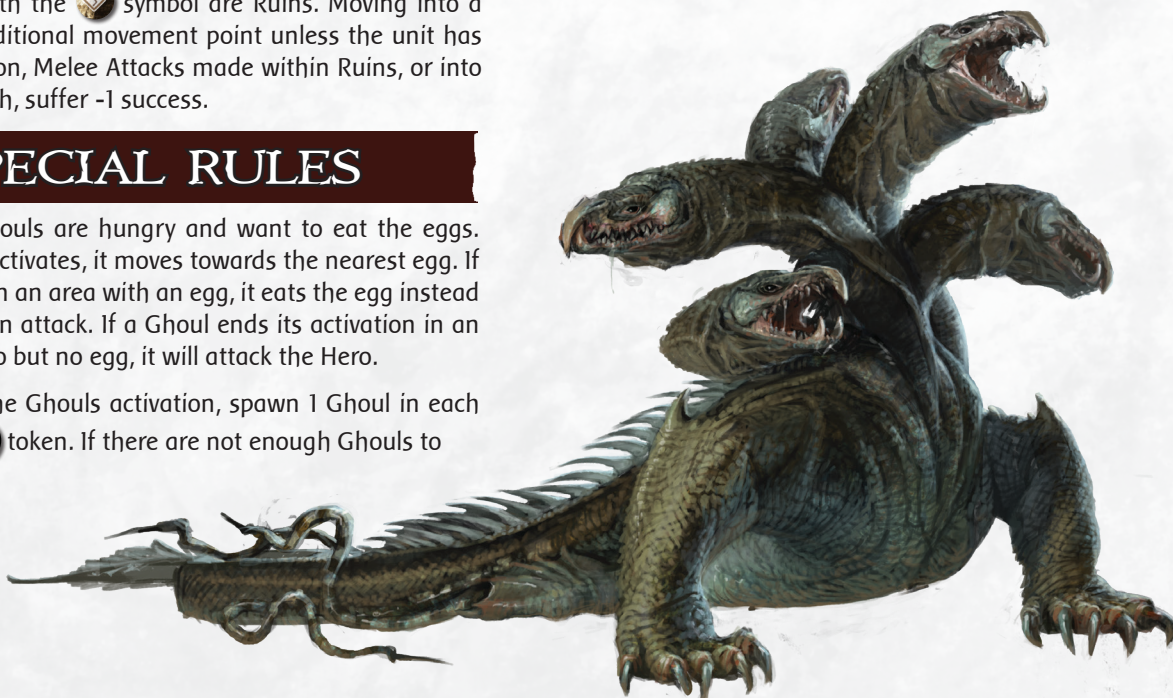 th the symbol are Ruins. Moving into a
ditional movement point unless the unit has
on, Melee Attacks made within Ruins, or into
h, suffer -1 success.
PECIAL RULES
ouls are hungry and want to eat the eggs.
ctivates, it moves towards the nearest egg. If
n an area with an egg, it eats the egg instead
n attack. If a Ghoul ends its activation in an
o but no egg, it will attack the Hero.
he Ghouls activation, spawn 1 Ghoul in each
token. If there are not enough Ghouls to